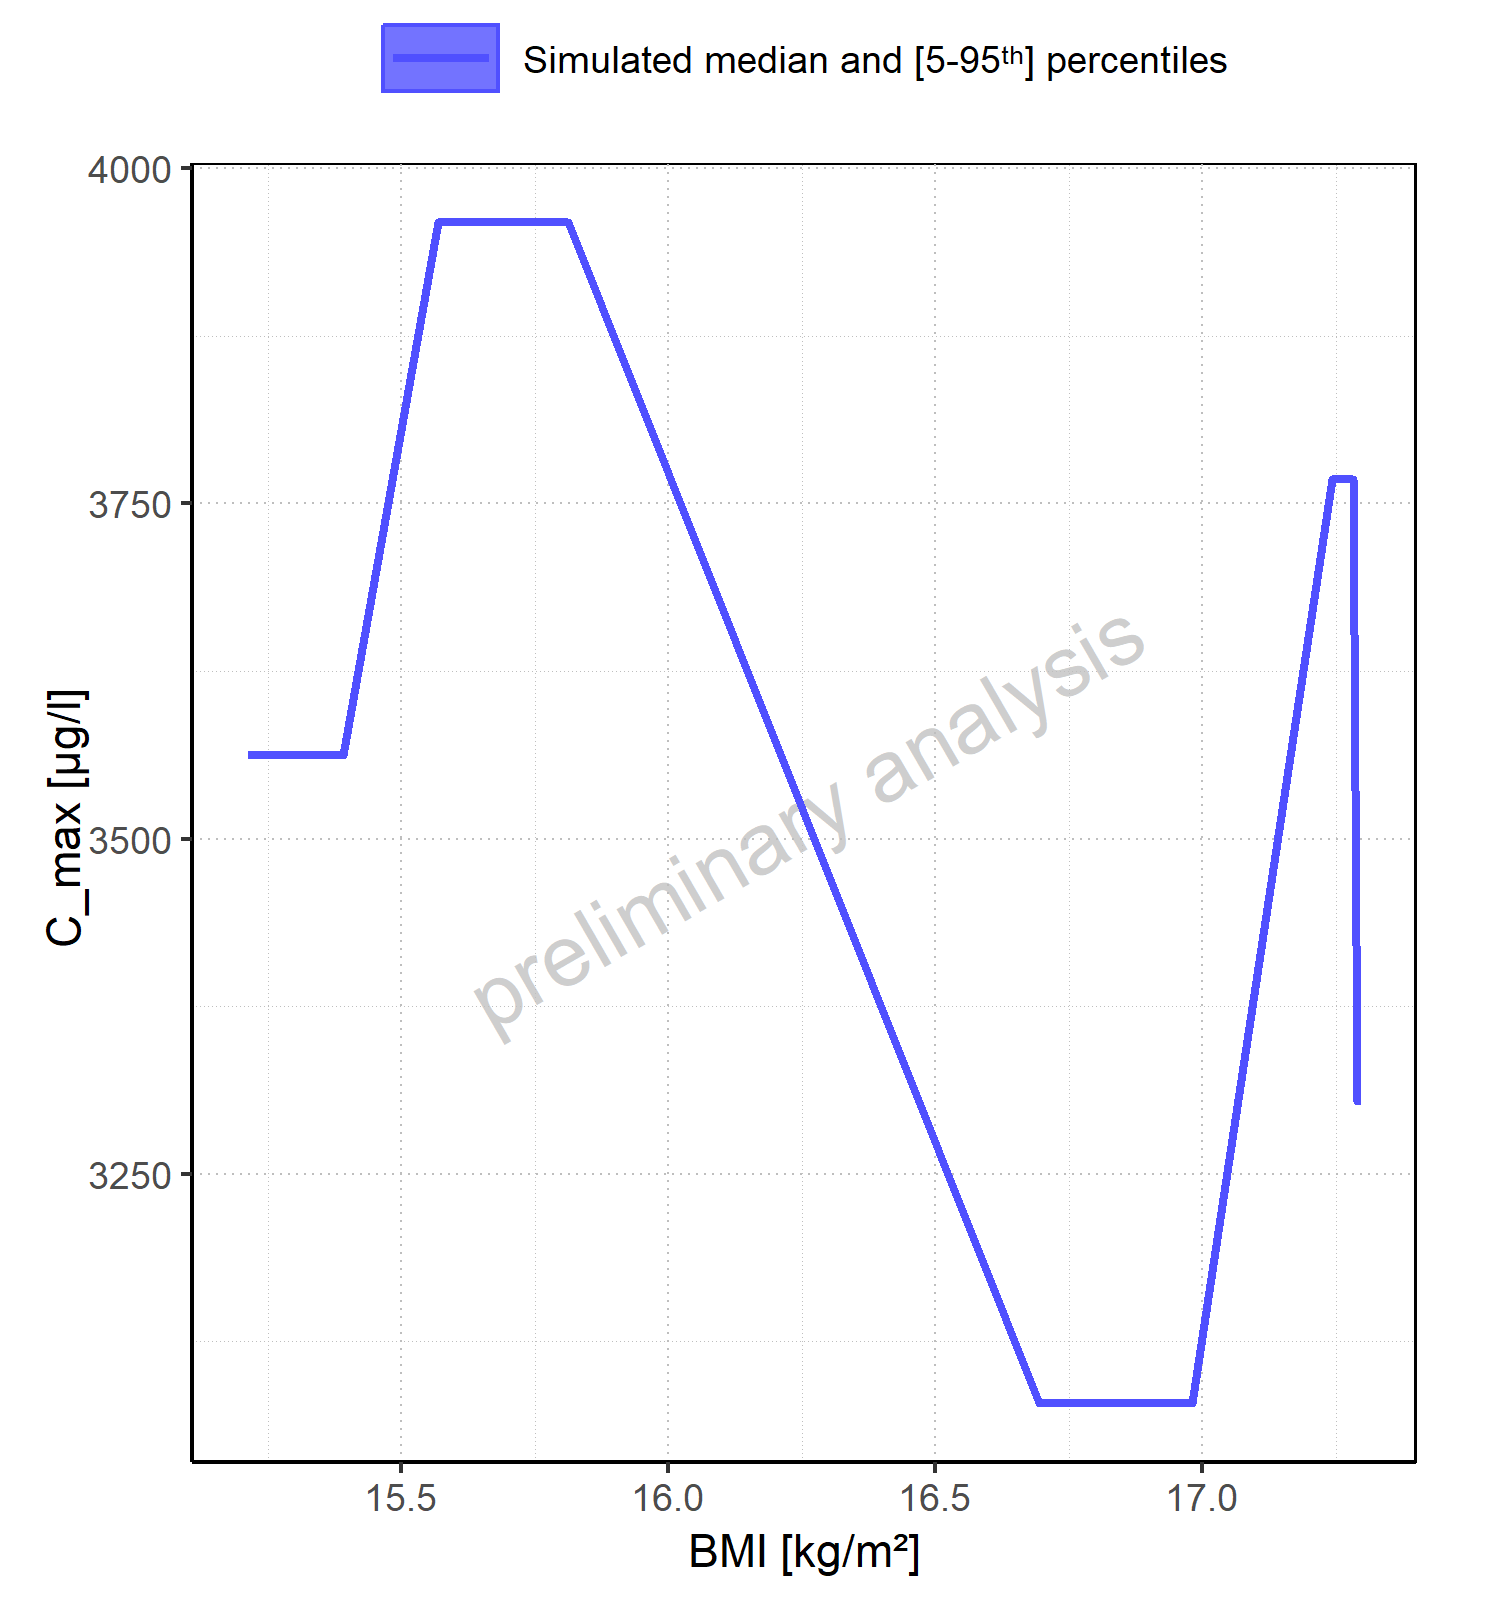 Simulated median and [5-95ᵗʰ] percentiles
4000
3750
3500
3250
C_max [µg/l]
preliminary analysis
15.5 16.0 16.5 17.0
BMI [kg/m²]